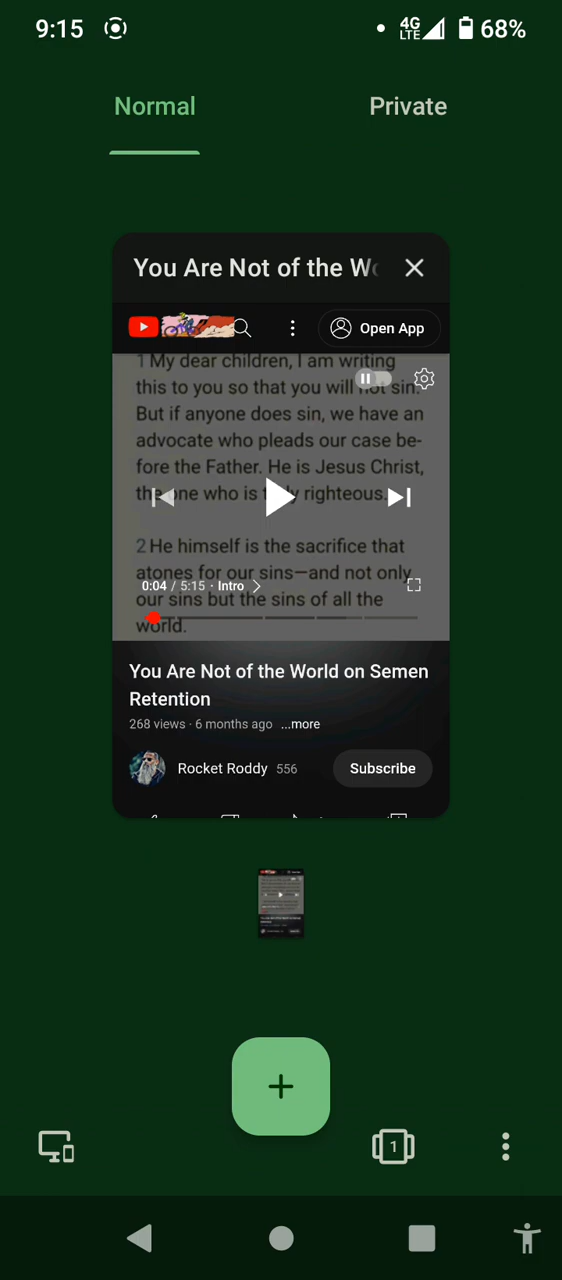 9:15
4G
LTE
68%
Normal
Private
You Are Not of the Wo
Open App
1 My dear children, I am writing
this to you so that you will not sin.
But if anyone does sin, we have an
advocate who pleads our case be-
fore the Father. He is Jesus Christ,
the one who is truly righteous.
2 He himself is the sacrifice that
atones for our sins—and not only
0:04 / 5:15 · Intro
our sins but the sins of all the
world.
You Are Not of the World on Semen
Retention
268 views · 6 months ago ...more
Rocket Roddy 556
Subscribe
1